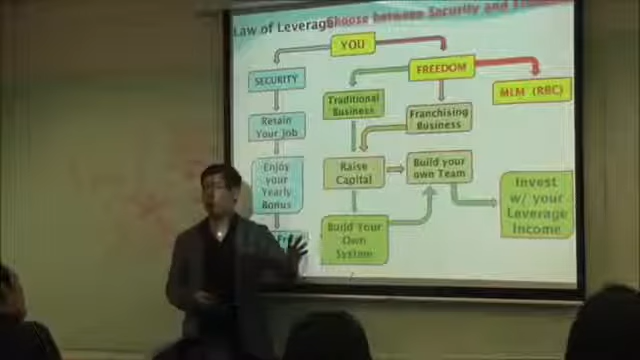 Law of Leverage
Choose between Security and
YOU
SECURITY
FREEDOM
MLM (RBC)
Traditional
Business
Franchising
Business
Retain
Your Job
Raise
Capital
Build your
own Team
Enjoy
your
Yearly
Bonus
Invest
w/ your
Leverage
Income
Build Your
Own
System